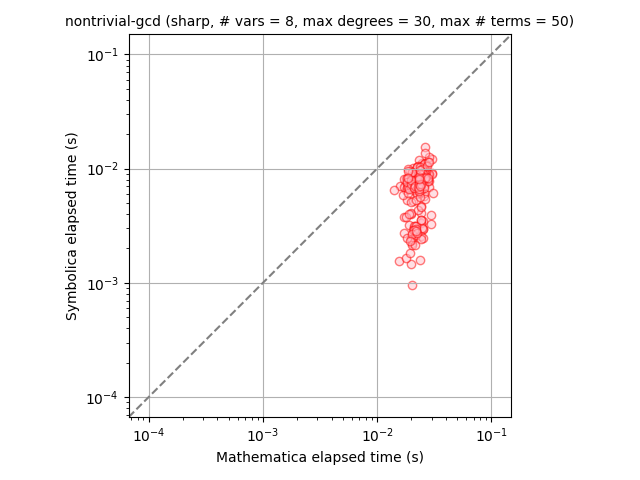 nontrivial-gcd (sharp, # vars = 8, max degrees = 30, max # terms = 50)
10⁻¹
10⁻²
10⁻³
10⁻⁴
Symbolica elapsed time (s)
10⁻⁴ 10⁻³ 10⁻² 10⁻¹
Mathematica elapsed time (s)